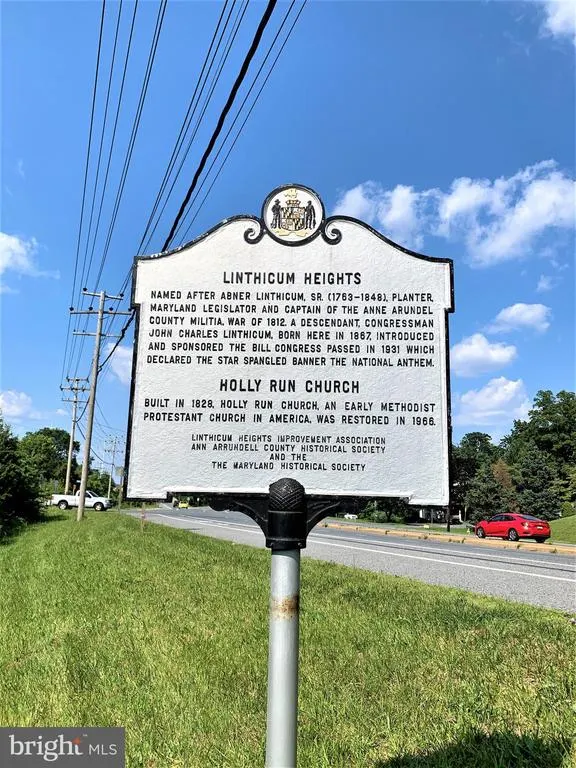 LINTHICUM HEIGHTS
NAMED AFTER ABNER LINTHICUM, SR. (1763-1848), PLANTER,
MARYLAND LEGISLATOR AND CAPTAIN OF THE ANNE ARUNDEL
COUNTY MILITIA, WAR OF 1812. A DESCENDANT, CONGRESSMAN
JOHN CHARLES LINTHICUM, BORN HERE IN 1867, INTRODUCED
AND SPONSORED THE BILL CONGRESS PASSED IN 1931 WHICH
DECLARED THE STAR SPANGLED BANNER THE NATIONAL ANTHEM.
HOLLY RUN CHURCH
BUILT IN 1828, HOLLY RUN CHURCH, AN EARLY METHODIST
PROTESTANT CHURCH IN AMERICA, WAS RESTORED IN 1966.
LINTHICUM HEIGHTS IMPROVEMENT ASSOCIATION
ANN ARRUNDELL COUNTY HISTORICAL SOCIETY
AND THE
THE MARYLAND HISTORICAL SOCIETY
bright MLS